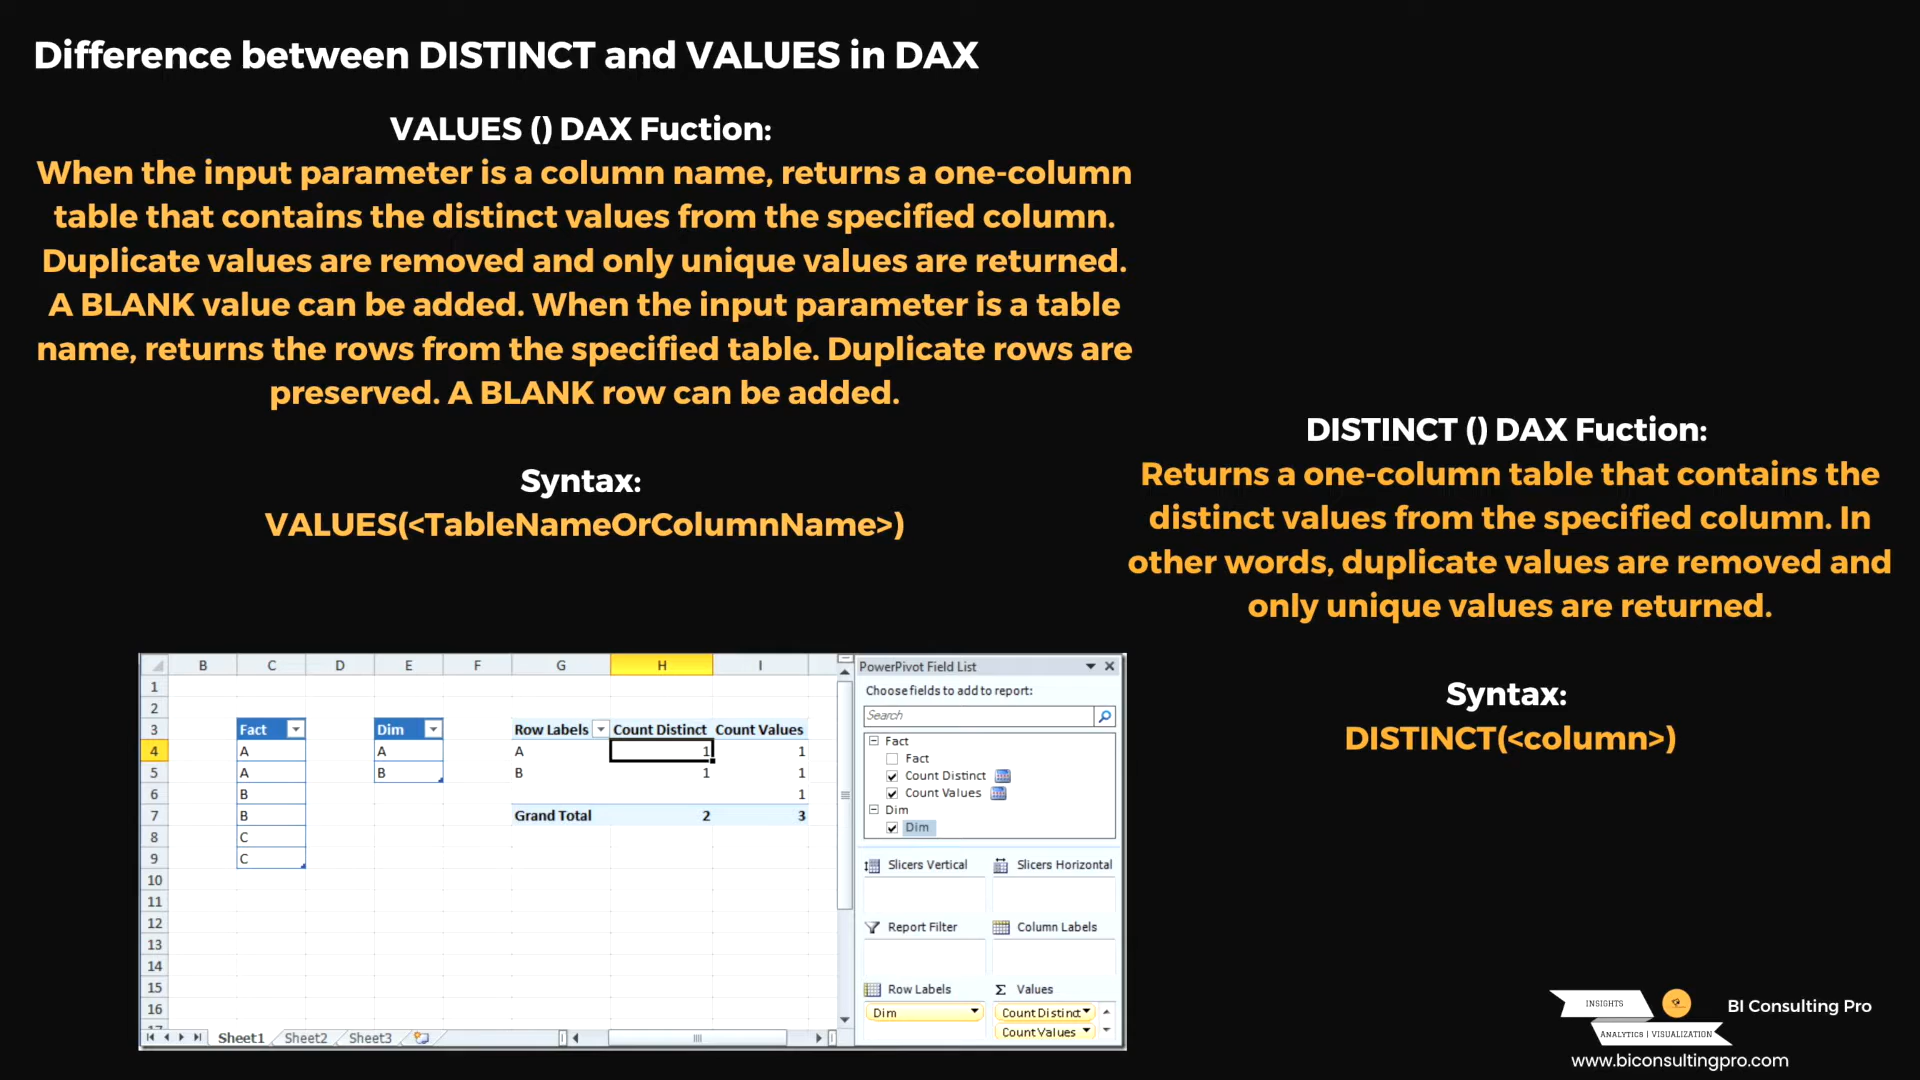 Difference between DISTINCT and VALUES in DAX
VALUES () DAX Fuction:
When the input parameter is a column name, returns a one-column
table that contains the distinct values from the specified column.
Duplicate values are removed and only unique values are returned.
A BLANK value can be added. When the input parameter is a table
name, returns the rows from the specified table. Duplicate rows are
preserved. A BLANK row can be added.
Syntax:
VALUES(<TableNameOrColumnName>)
DISTINCT () DAX Fuction:
Returns a one-column table that contains the
distinct values from the specified column. In
other words, duplicate values are removed and
only unique values are returned.
Syntax:
DISTINCT(<column>)
B C D E F G H I
1
2
3 Fact Dim Row Labels Count Distinct Count Values
4 A A A 1 1
5 A B B 1 1
6 B 1
7 B Grand Total 2 3
8 C
9 C
10
11
12
13
14
15
16
17
Sheet1 Sheet2 Sheet3
PowerPivot Field List
Choose fields to add to report:
Search
Fact
Fact
Count Distinct
Count Values
Dim
Dim
Slicers Vertical Slicers Horizontal
Report Filter Column Labels
Row Labels Σ Values
Dim Count Distinct
Count Values
INSIGHTS
ANALYTICS | VISUALIZATION
BI Consulting Pro
www.biconsultingpro.com